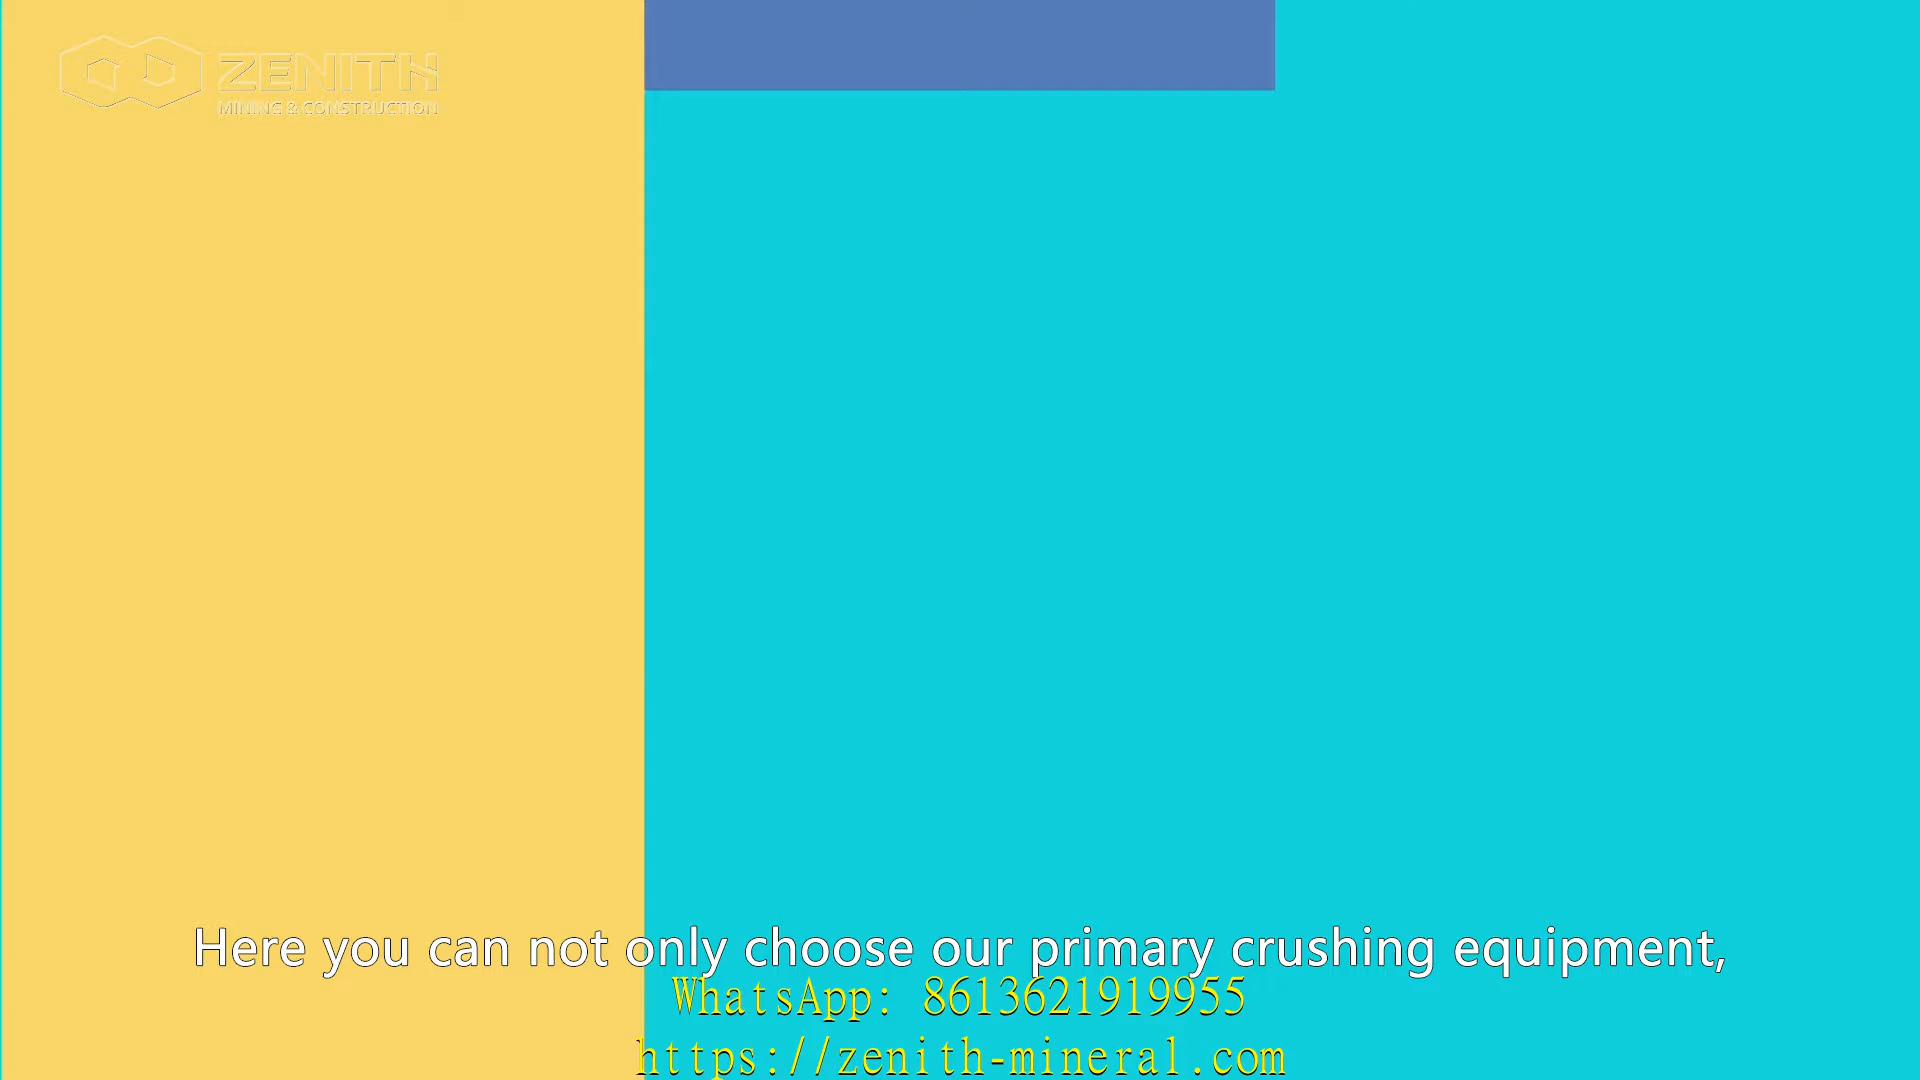 ZENITH
MINING & CONSTRUCTION
Here you can not only choose our primary crushing equipment,
WhatsApp: 8613621919955
https://zenith-mineral.com